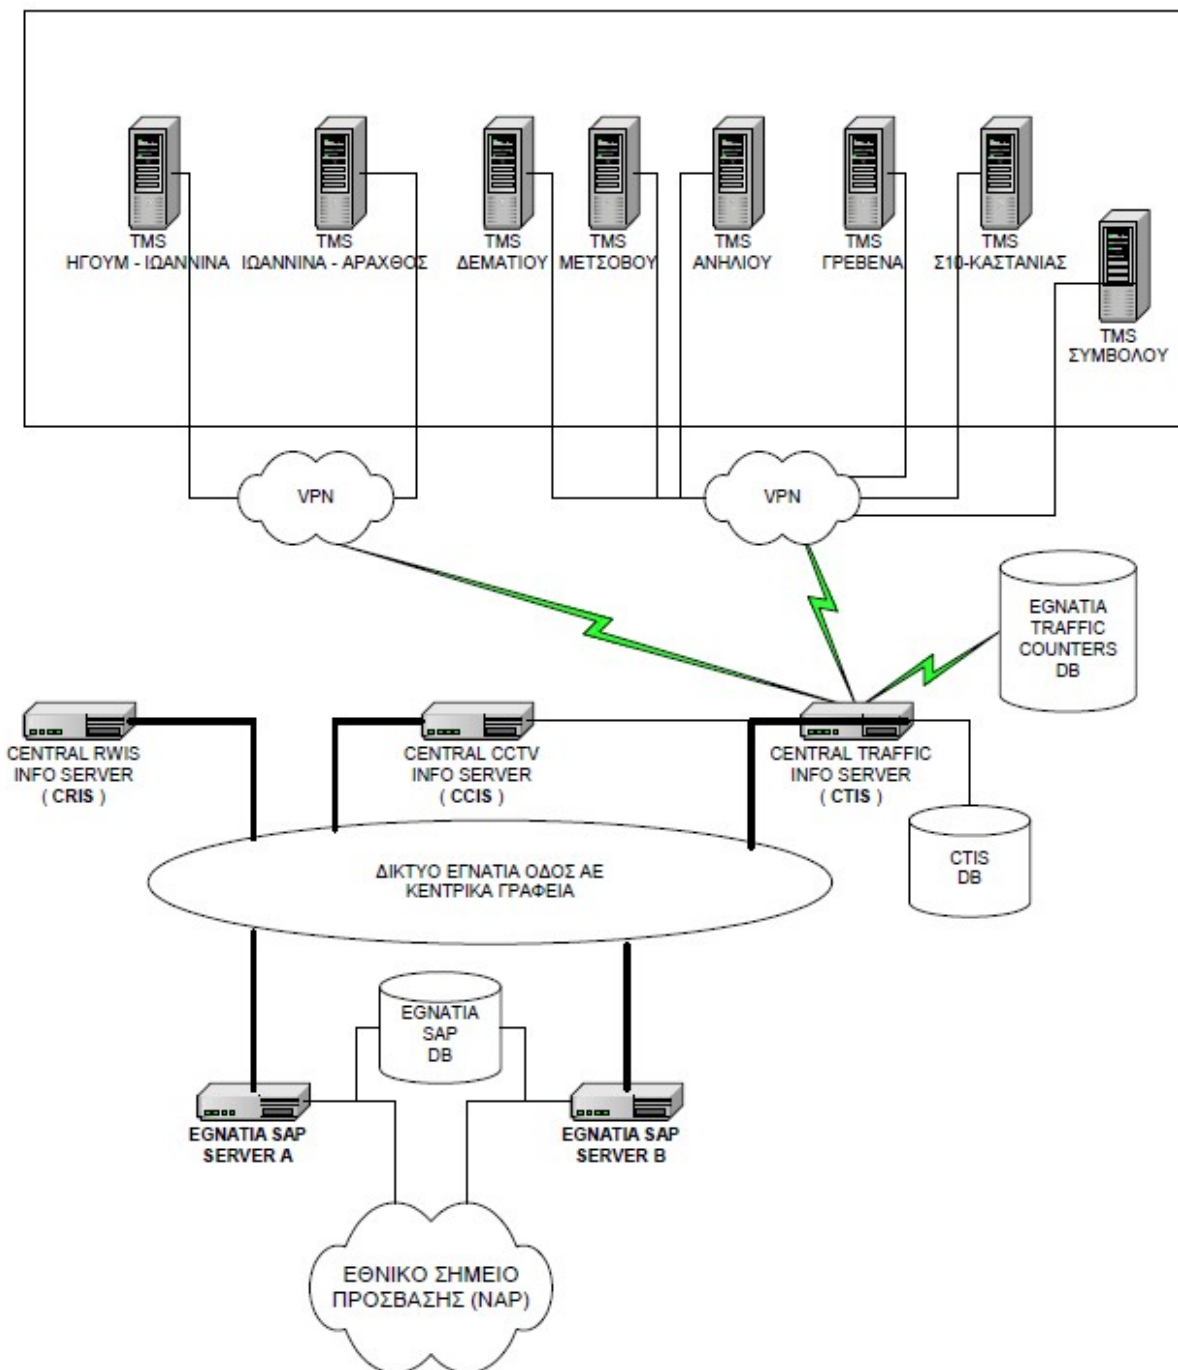 TMS
ΗΓΟΥΜ - ΙΩΑΝΝΙΝΑ
TMS
ΙΩΑΝΝΙΝΑ - ΑΡΑΧΘΟΣ
TMS
ΔΕΜΑΤΙΟΥ
TMS
ΜΕΤΣΟΒΟΥ
TMS
ΑΝΗΛΙΟΥ
TMS
ΓΡΕΒΕΝΑ
TMS
Σ10-ΚΑΣΤΑΝΙΑΣ
TMS
ΣΥΜΒΟΛΟΥ
VPN
VPN
EGNATIA
TRAFFIC
COUNTERS
DB
CENTRAL RWIS
INFO SERVER
( CRIS )
CENTRAL CCTV
INFO SERVER
( CCIS )
CENTRAL TRAFFIC
INFO SERVER
( CTIS )
CTIS
DB
ΔΙΚΤΥΟ ΕΓΝΑΤΙΑ ΟΔΟΣ ΑΕ
ΚΕΝΤΡΙΚΑ ΓΡΑΦΕΙΑ
EGNATIA
SAP
DB
EGNATIA SAP
SERVER A
EGNATIA SAP
SERVER B
ΕΘΝΙΚΟ ΣΗΜΕΙΟ
ΠΡΟΣΒΑΣΗΣ (NAP)